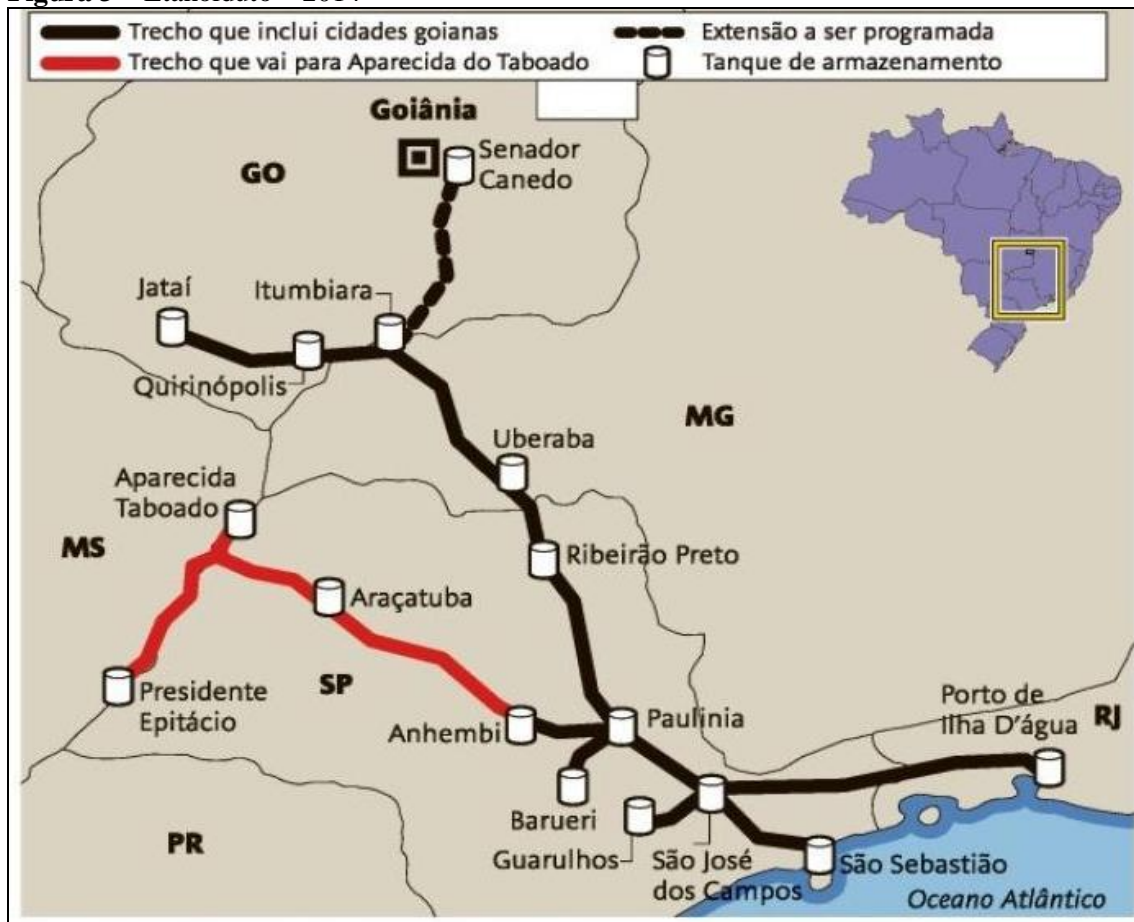 Trecho que inclui cidades goianas
Extensão a ser programada
Trecho que vai para Aparecida do Taboado
Tanque de armazenamento
Goiânia
Senador
Canedo
GO
Jataí
Itumbiara
Quirinópolis
MG
Uberaba
Aparecida
Taboado
MS
Ribeirão Preto
Araçatuba
SP
Presidente
Epitácio
Anhembi
Paulinia
Porto de
Ilha D'água
RJ
Barueri
Guarulhos
São José
dos Campos
São Sebastião
PR
Oceano Atlântico